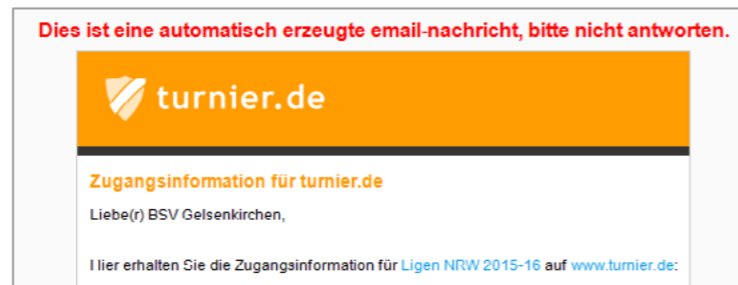 Dies ist eine automatisch erzeugte email-nachricht, bitte nicht antworten.
turnier.de
Zugangsinformation für turnier.de
Liebe(r) BSV Gelsenkirchen,
Hier erhalten Sie die Zugangsinformation für Ligen NRW 2015-16 auf www.turnier.de: